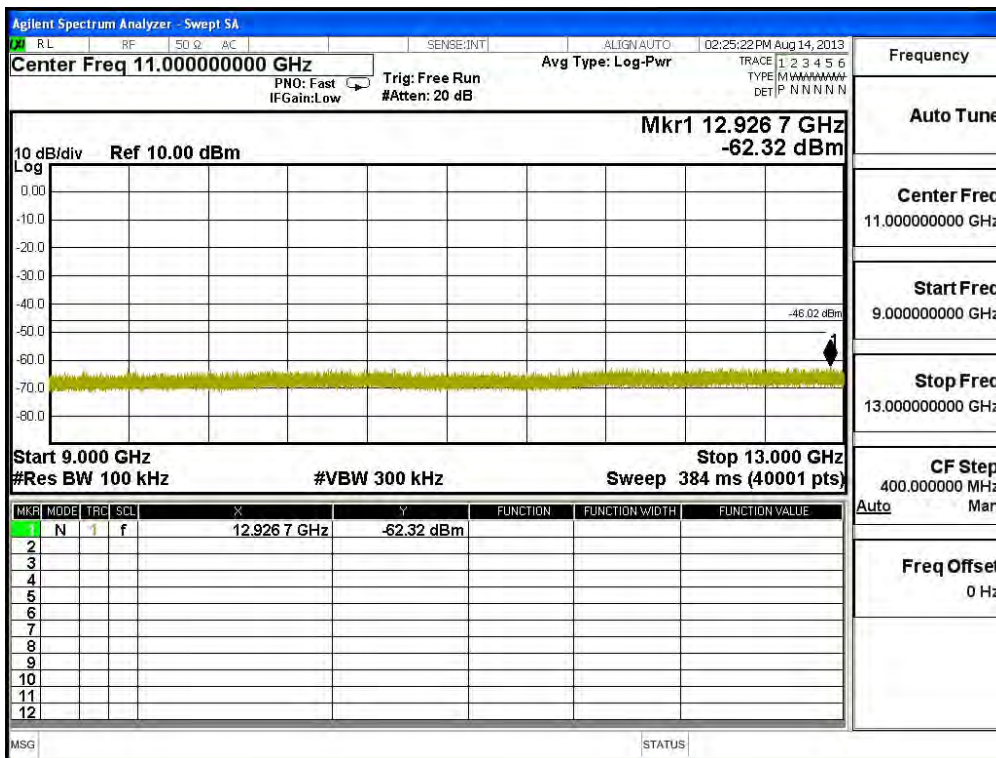 Agilent Spectrum Analyzer - Swept SA
RL RF 50 Ω AC SENSE:INT ALIGN AUTO 02:25:22 PM Aug 14, 2013
Center Freq 11.000000000 GHz
PNO: Fast
IFGain:Low
Trig: Free Run
#Atten: 20 dB
Avg Type: Log-Pwr
TRACE 1 2 3 4 5 6
TYPE M
DET P N N N N N
Mkr1 12.926 7 GHz
-62.32 dBm
10 dB/div Ref 10.00 dBm
Log
0.00
-10.0
-20.0
-30.0
-40.0
-46.02 dBm
-50.0
1
-60.0
-70.0
-80.0
Start 9.000 GHz Stop 13.000 GHz
#Res BW 100 kHz #VBW 300 kHz Sweep 384 ms (40001 pts)
MKR MODE TRC SCL X Y FUNCTION FUNCTION WIDTH FUNCTION VALUE
1 N 1 f 12.926 7 GHz -62.32 dBm
2
3
4
5
6
7
8
9
10
11
12
MSG STATUS
Frequency
Auto Tune
Center Freq
11.000000000 GHz
Start Freq
9.000000000 GHz
Stop Freq
13.000000000 GHz
CF Step
400.000000 MHz
Auto Man
Freq Offset
0 Hz